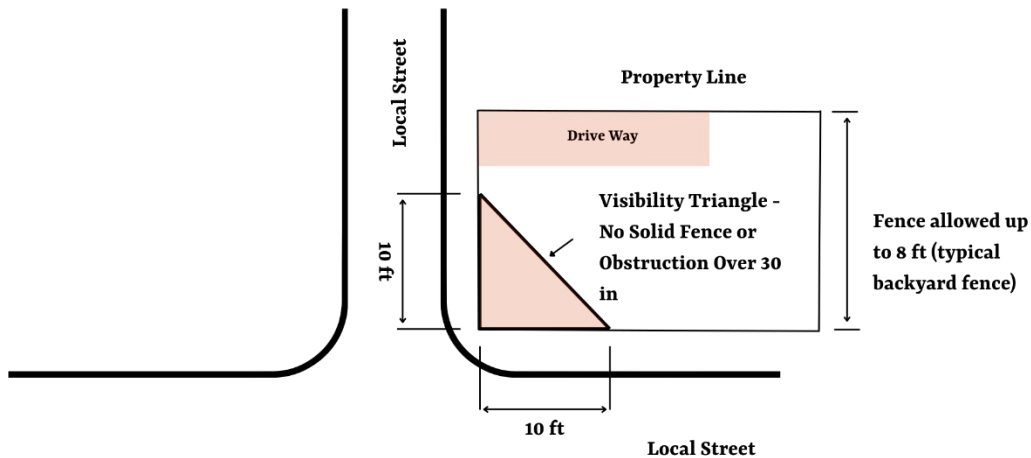 Local Street
Property Line
Drive Way
Visibility Triangle -
No Solid Fence or
Obstruction Over 30
in
10 ft
Fence allowed up
to 8 ft (typical
backyard fence)
10 ft
Local Street